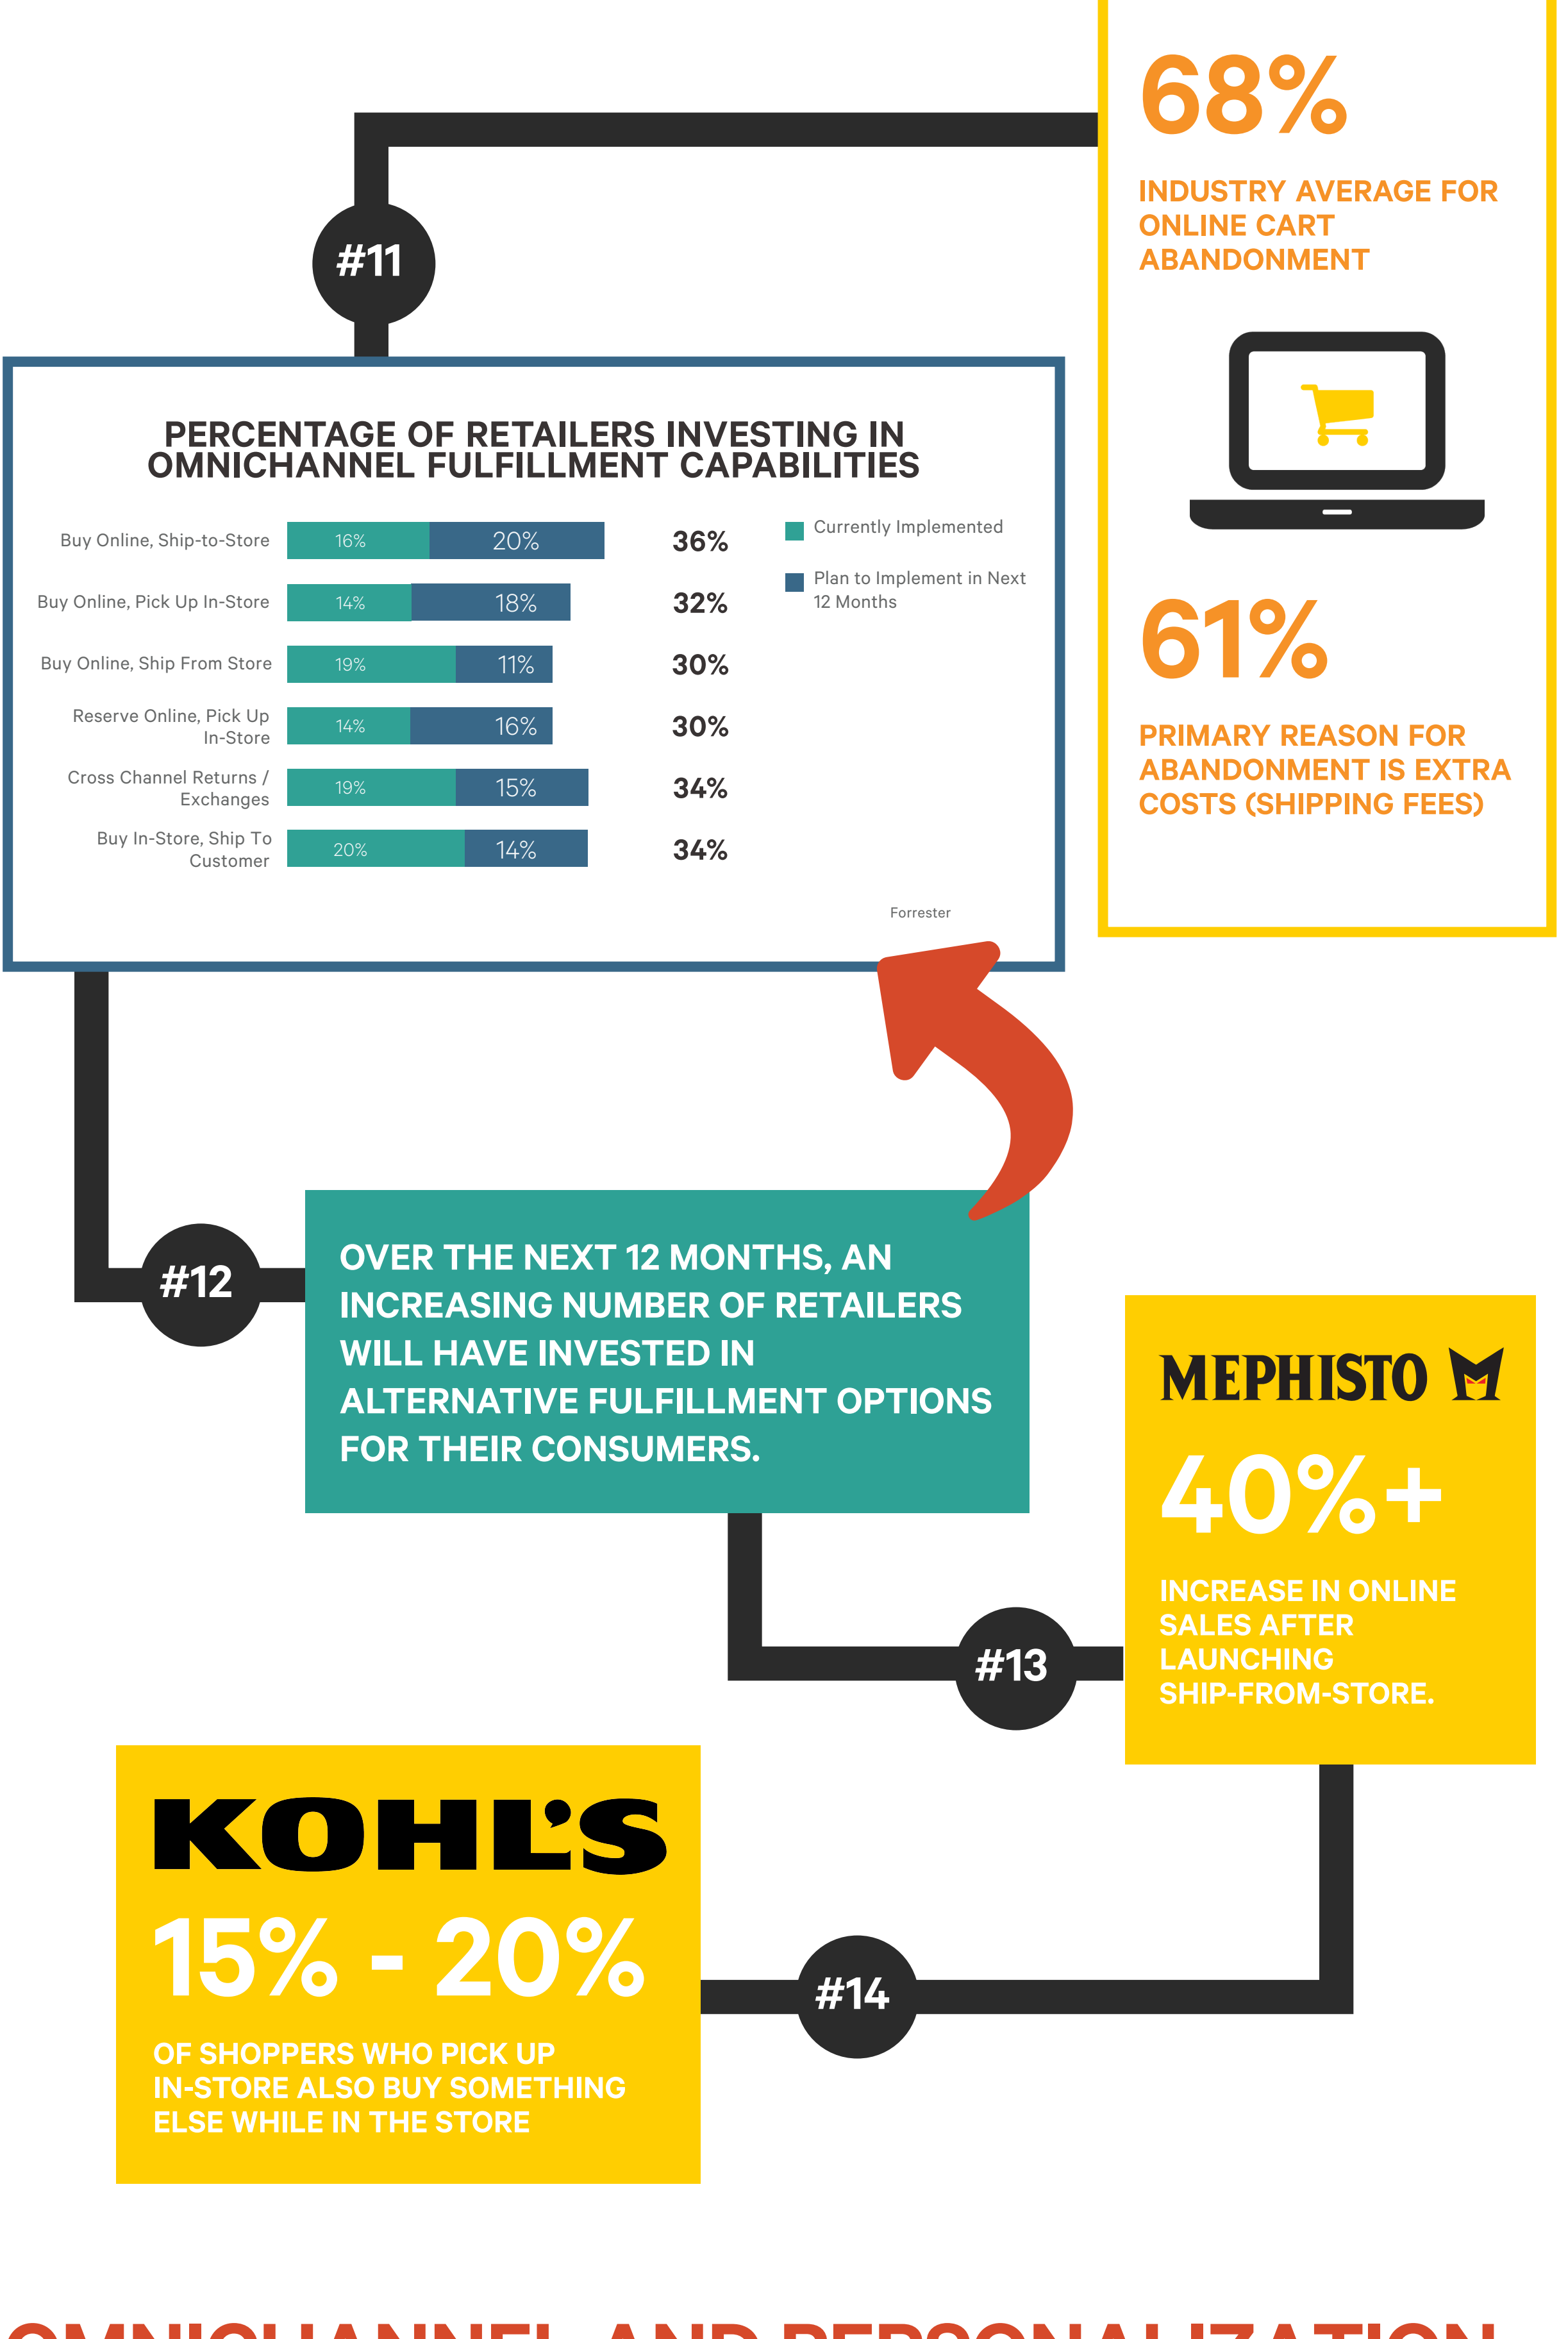 68%
INDUSTRY AVERAGE FOR
ONLINE CART
ABANDONMENT
61%
PRIMARY REASON FOR
ABANDONMENT IS EXTRA
COSTS (SHIPPING FEES)
#11
PERCENTAGE OF RETAILERS INVESTING IN
OMNICHANNEL FULFILLMENT CAPABILITIES
Buy Online, Ship-to-Store 16% 20% 36%
Buy Online, Pick Up In-Store 14% 18% 32%
Buy Online, Ship From Store 19% 11% 30%
Reserve Online, Pick Up
In-Store 14% 16% 30%
Cross Channel Returns /
Exchanges 19% 15% 34%
Buy In-Store, Ship To
Customer 20% 14% 34%
Currently Implemented
Plan to Implement in Next
12 Months
Forrester
#12
OVER THE NEXT 12 MONTHS, AN
INCREASING NUMBER OF RETAILERS
WILL HAVE INVESTED IN
ALTERNATIVE FULFILLMENT OPTIONS
FOR THEIR CONSUMERS.
#13
MEPHISTO M
40%+
INCREASE IN ONLINE
SALES AFTER
LAUNCHING
SHIP-FROM-STORE.
#14
KOHL'S
15% - 20%
OF SHOPPERS WHO PICK UP
IN-STORE ALSO BUY SOMETHING
ELSE WHILE IN THE STORE
OMNICHANNEL AND PERSONALIZATION